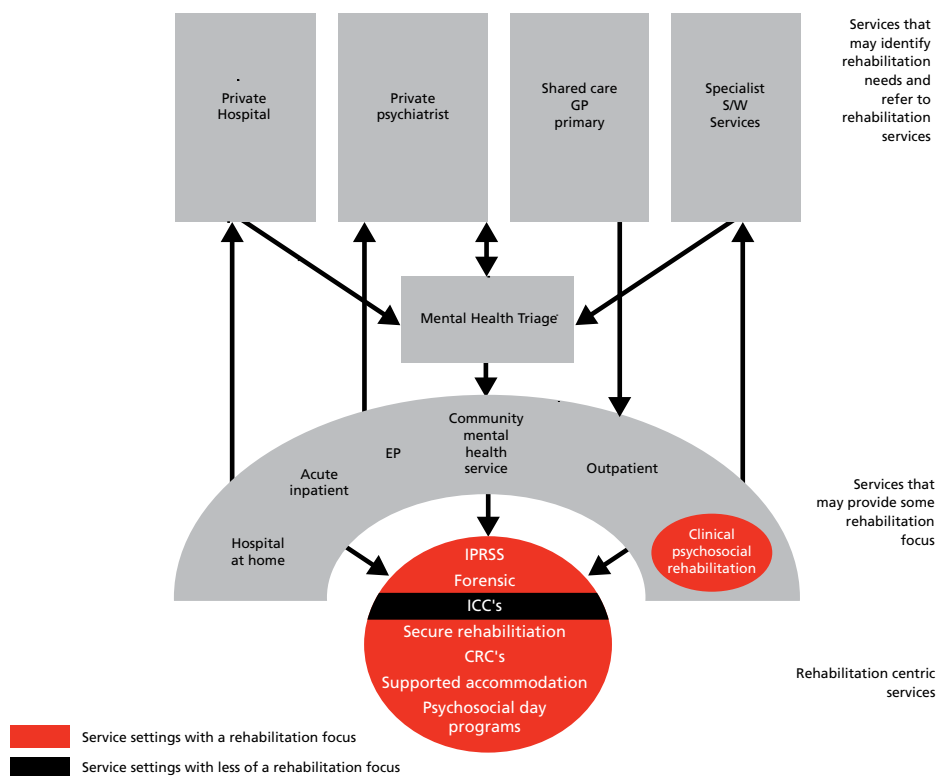 Private
Hospital
Private
psychiatrist
Shared care
GP
primary
Specialist
S/W
Services
Services that
may identify
rehabilitation
needs and
refer to
rehabilitation
services
Mental Health Triage
Community
mental
health
service
EP
Outpatient
Acute
inpatient
Hospital
at home
Clinical
psychosocial
rehabilitation
Services that
may provide some
rehabilitation
focus
IPRSS
Forensic
ICC's
Secure rehabilitiation
CRC's
Supported accommodation
Psychosocial day
programs
Rehabilitation centric
services
Service settings with a rehabilitation focus
Service settings with less of a rehabilitation focus